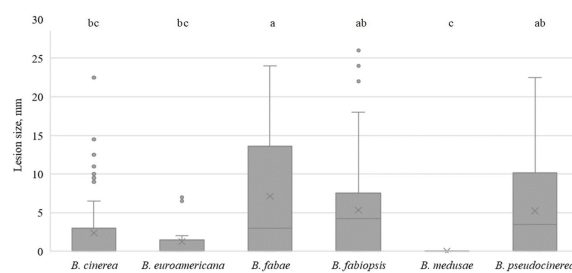 30 bc bc a ab c ab
25
20
15
10
5
0
Lesion size, mm
B. cinerea B. euroamericana B. fabae B. fabiopsis B. medusae B. pseudocinerea